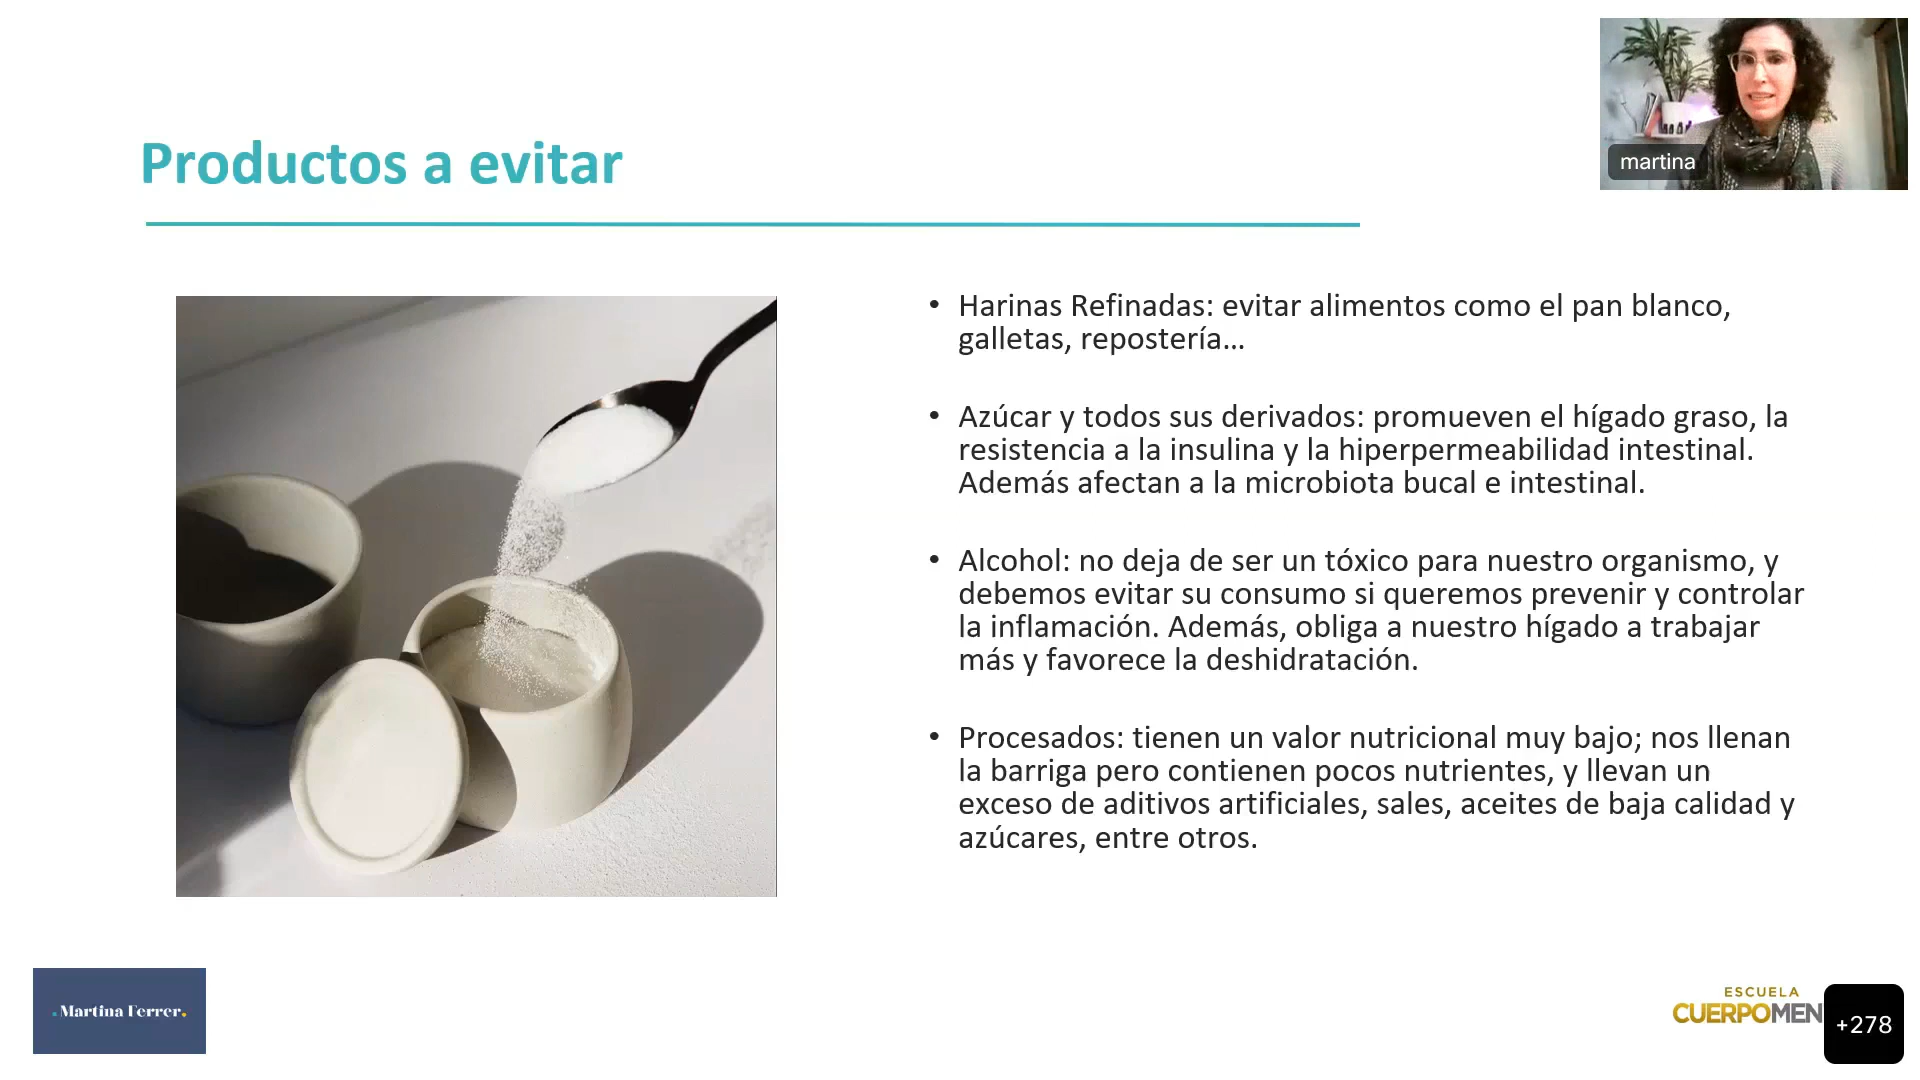 martina
Productos a evitar
• Harinas Refinadas: evitar alimentos como el pan blanco,
galletas, repostería...
• Azúcar y todos sus derivados: promueven el hígado graso, la
resistencia a la insulina y la hiperpermeabilidad intestinal.
Además afectan a la microbiota bucal e intestinal.
• Alcohol: no deja de ser un tóxico para nuestro organismo, y
debemos evitar su consumo si queremos prevenir y controlar
la inflamación. Además, obliga a nuestro hígado a trabajar
más y favorece la deshidratación.
• Procesados: tienen un valor nutricional muy bajo; nos llenan
la barriga pero contienen pocos nutrientes, y llevan un
exceso de aditivos artificiales, sales, aceites de baja calidad y
azúcares, entre otros.
.Martina Ferrer.
ESCUELA
CUERPOMEN
+278